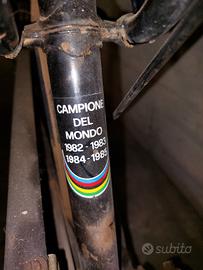 CAMPIONE
DEL
MONDO
1982 - 1983
1984 - 1985
subito